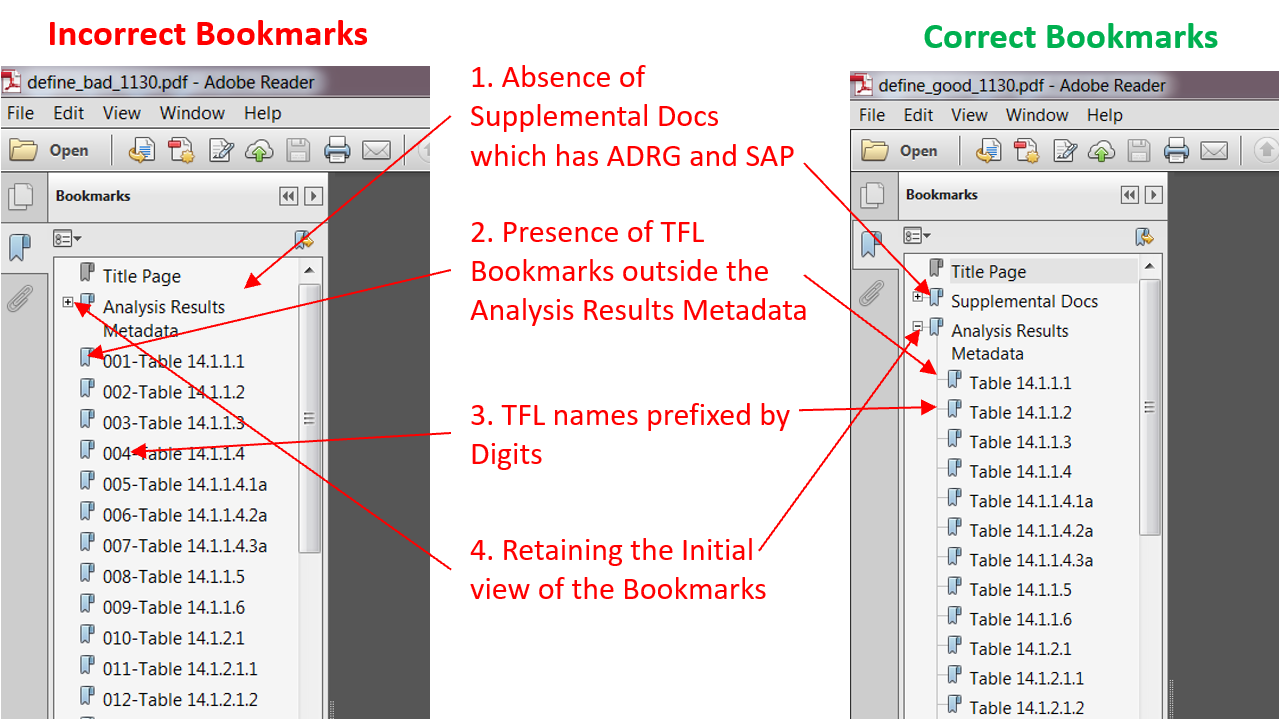 Incorrect Bookmarks
define_bad_1130.pdf - Adobe Reader
File Edit View Window Help
Open
Bookmarks
Title Page
Analysis Results
Metadata
001-Table 14.1.1.1
002-Table 14.1.1.2
003-Table 14.1.1.3
004-Table 14.1.1.4
005-Table 14.1.1.4.1a
006-Table 14.1.1.4.2a
007-Table 14.1.1.4.3a
008-Table 14.1.1.5
009-Table 14.1.1.6
010-Table 14.1.2.1
011-Table 14.1.2.1.1
012-Table 14.1.2.1.2
1. Absence of
Supplemental Docs
which has ADRG and SAP
2. Presence of TFL
Bookmarks outside the
Analysis Results Metadata
3. TFL names prefixed by
Digits
4. Retaining the Initial
view of the Bookmarks
Correct Bookmarks
define_good_1130.pdf - Adobe Reader
File Edit View Window Help
Open
Bookmarks
Title Page
Supplemental Docs
Analysis Results
Metadata
Table 14.1.1.1
Table 14.1.1.2
Table 14.1.1.3
Table 14.1.1.4
Table 14.1.1.4.1a
Table 14.1.1.4.2a
Table 14.1.1.4.3a
Table 14.1.1.5
Table 14.1.1.6
Table 14.1.2.1
Table 14.1.2.1.1
Table 14.1.2.1.2